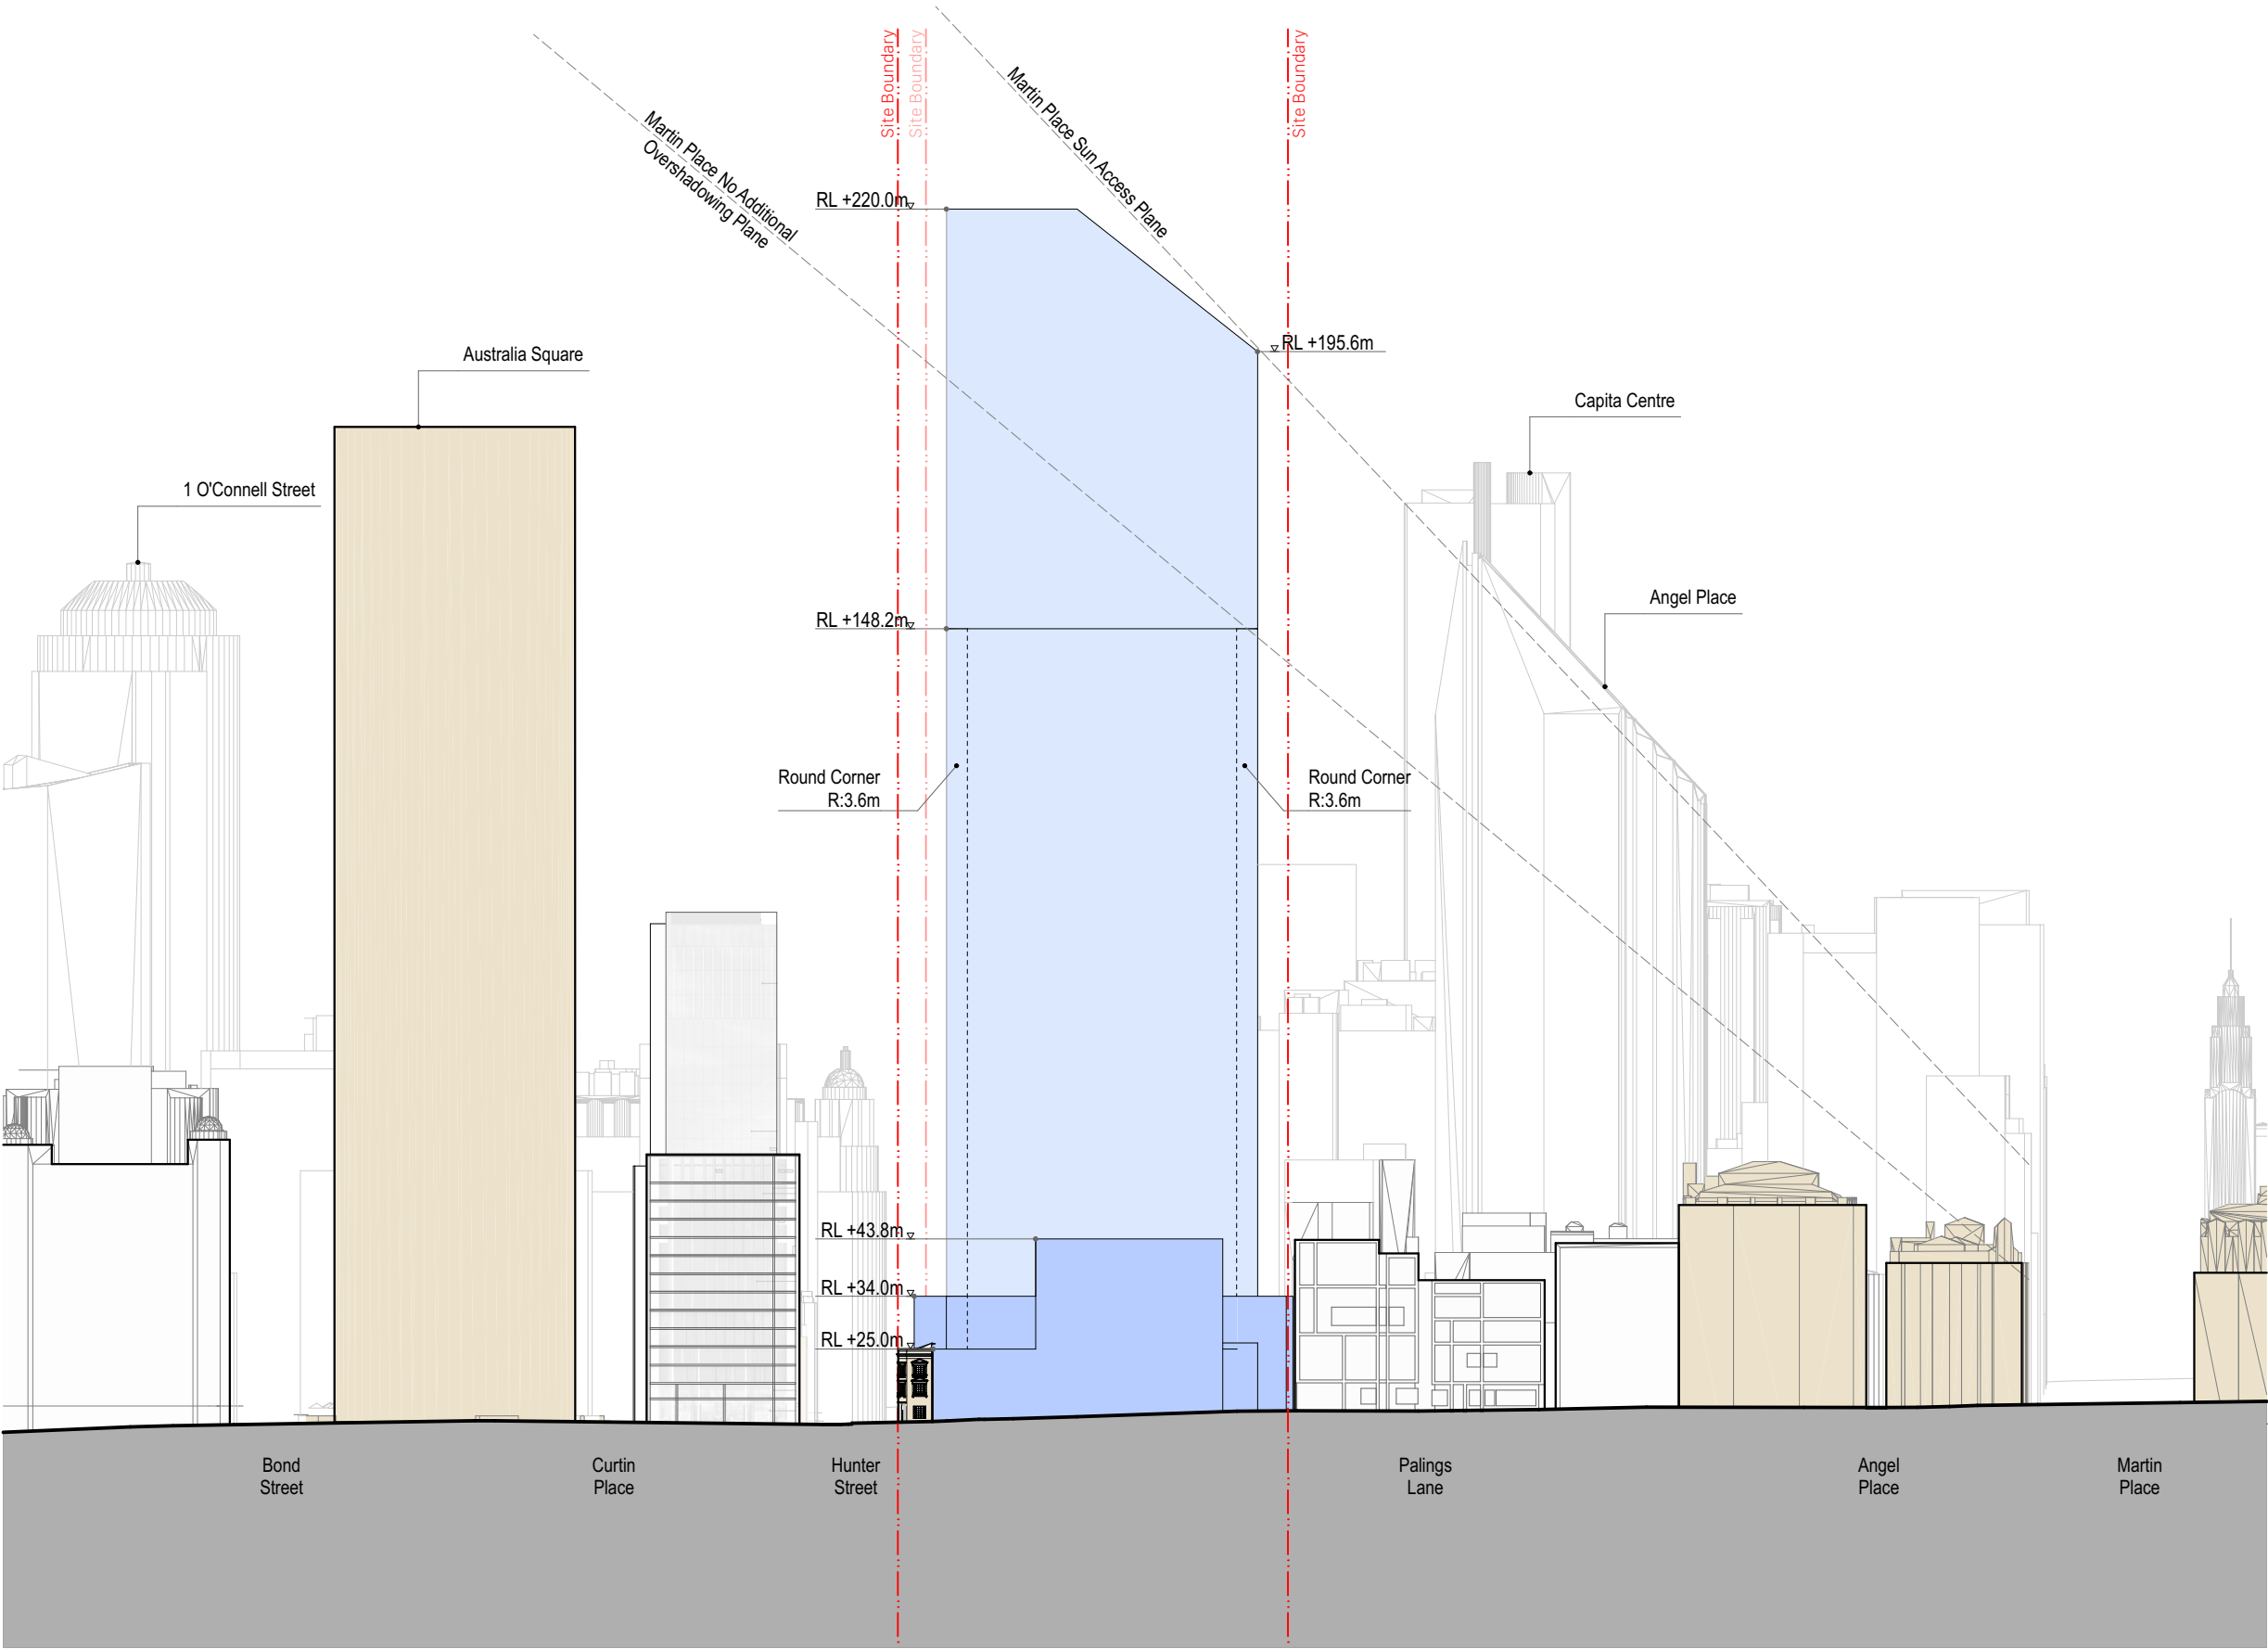 Site Boundary
Site Boundary
Site Boundary
Martin Place No Additional
Overshadowing Plane
Martin Place Sun Access Plane
RL +220.0m
RL +195.6m
Australia Square
Capita Centre
1 O'Connell Street
Angel Place
RL +148.2m
Round Corner
R:3.6m
Round Corner
R:3.6m
RL +43.8m
RL +34.0m
RL +25.0m
Bond
Street
Curtin
Place
Hunter
Street
Palings
Lane
Angel
Place
Martin
Place